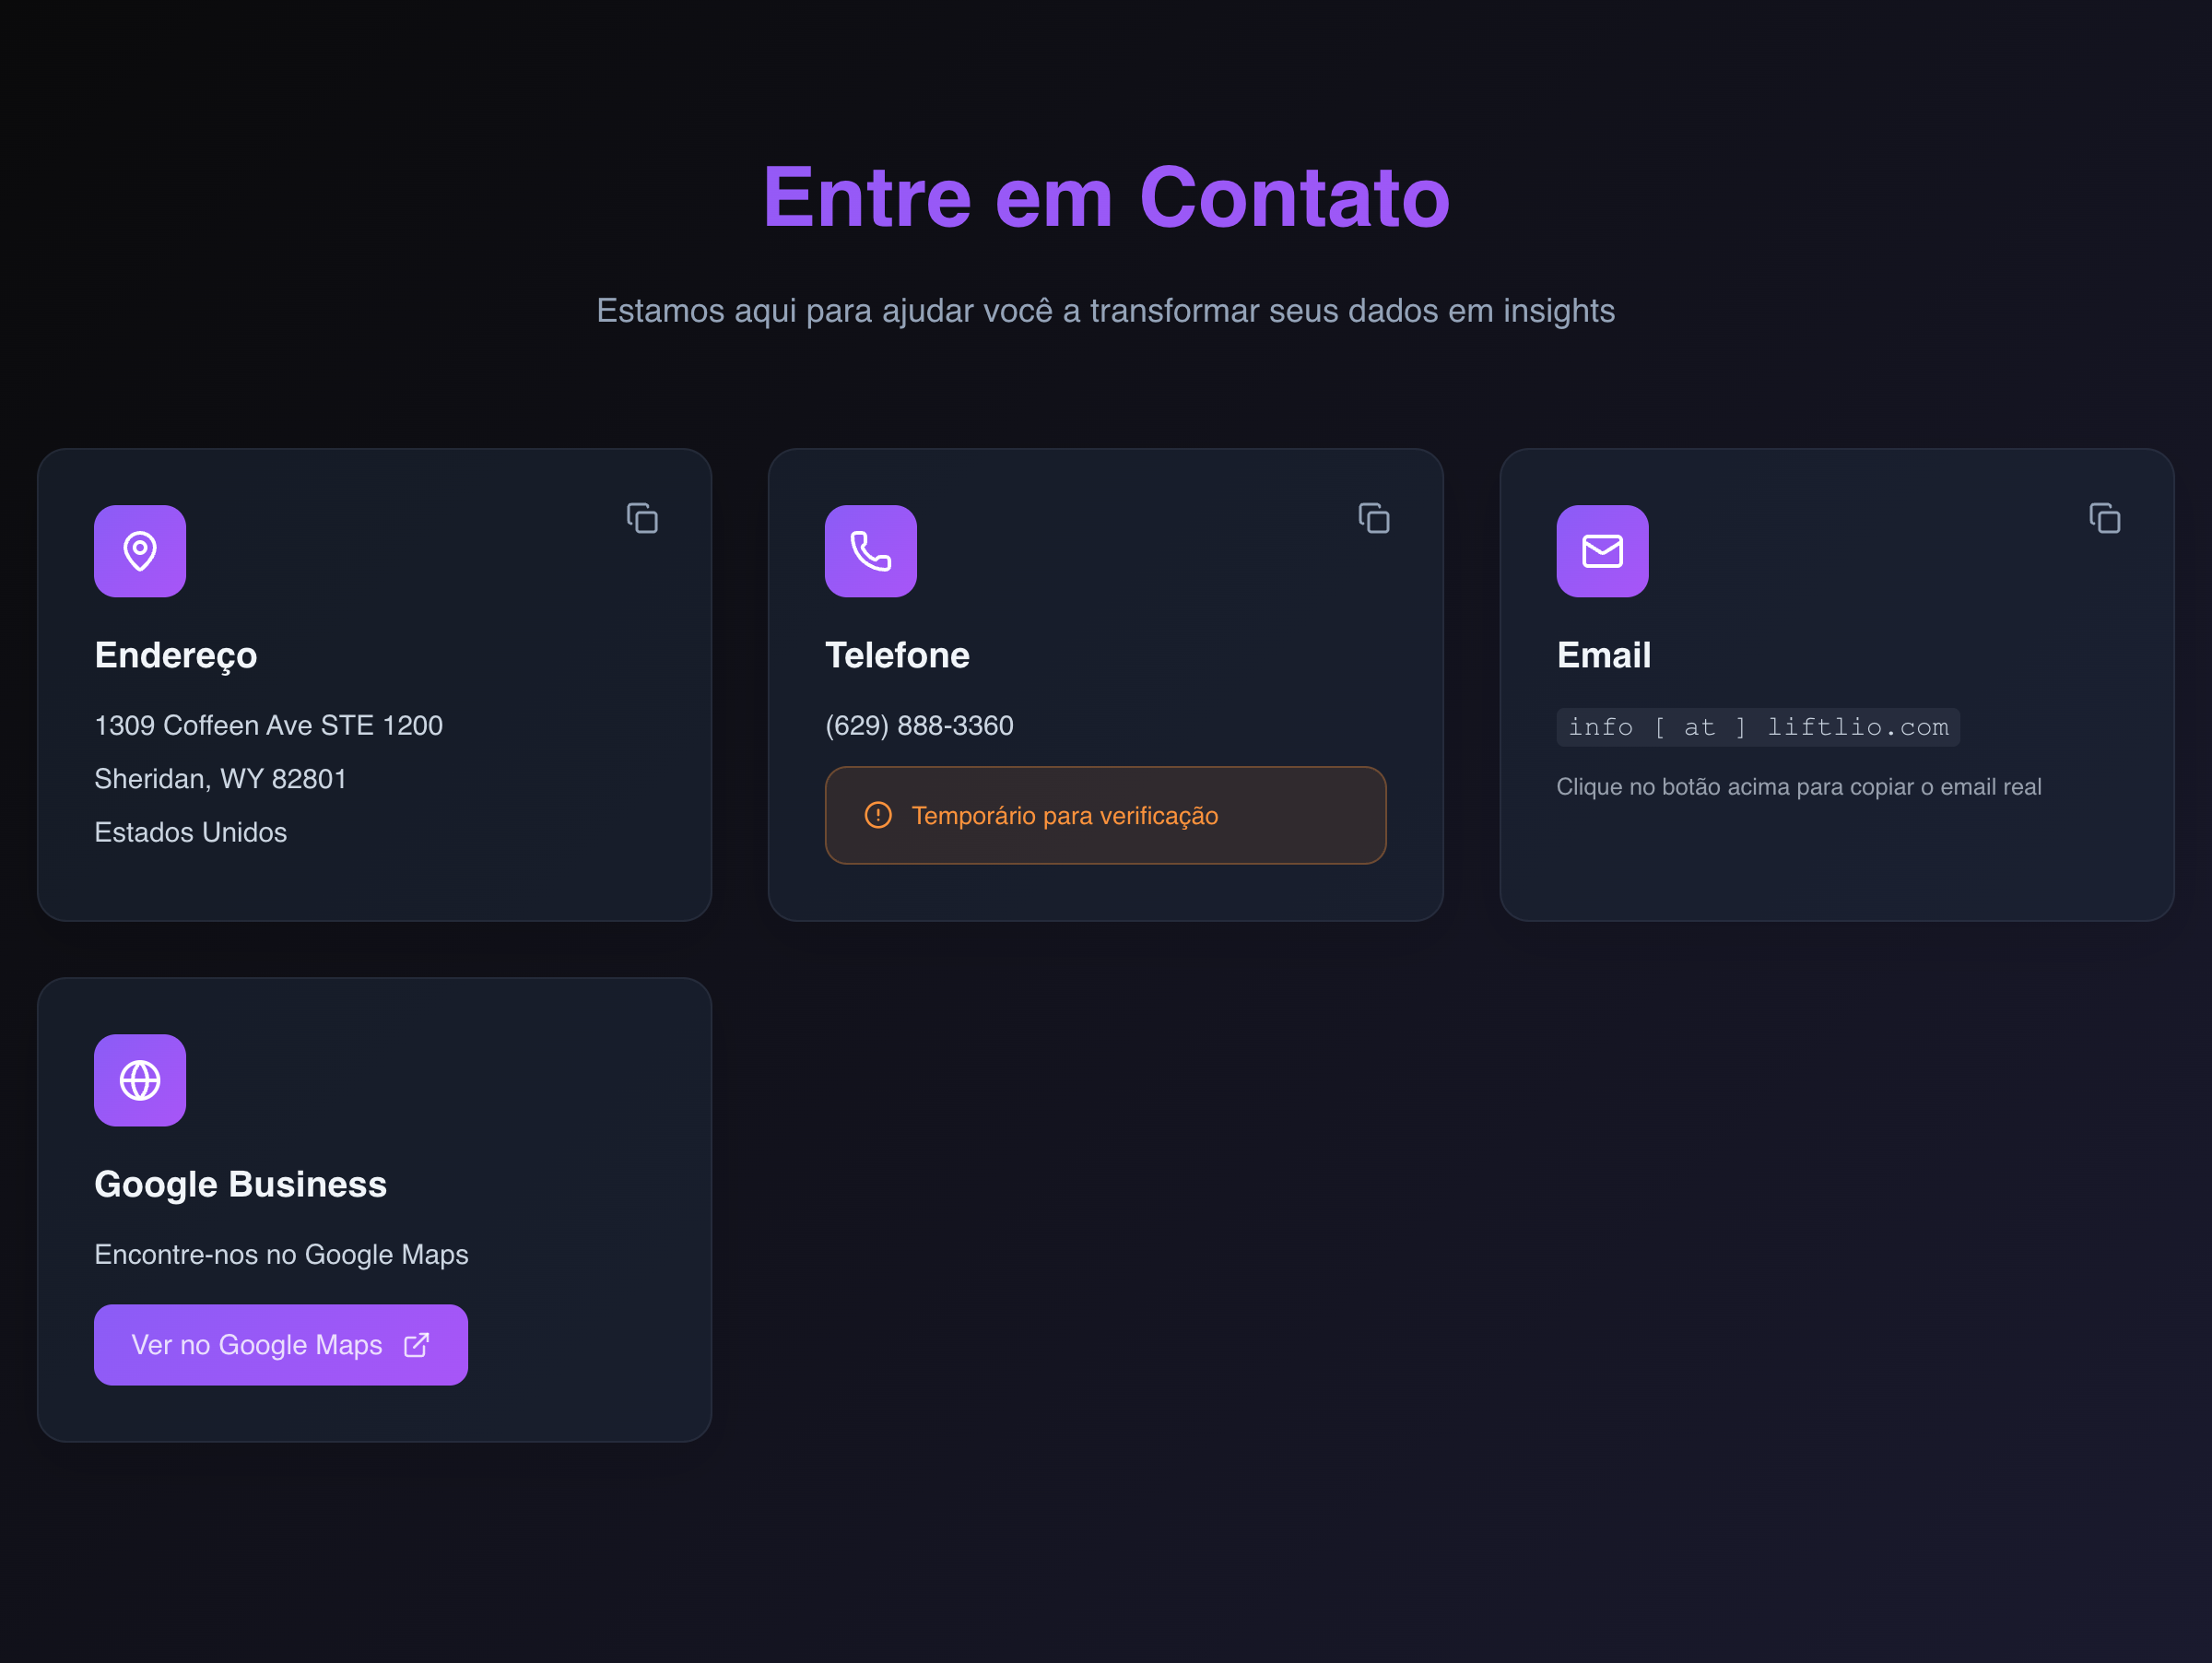 Entre em Contato
Estamos aqui para ajudar você a transformar seus dados em insights
Endereço
1309 Coffeen Ave STE 1200
Sheridan, WY 82801
Estados Unidos
Telefone
(629) 888-3360
Temporário para verificação
Email
info [ at ] liftlio.com
Clique no botão acima para copiar o email real
Google Business
Encontre-nos no Google Maps
Ver no Google Maps